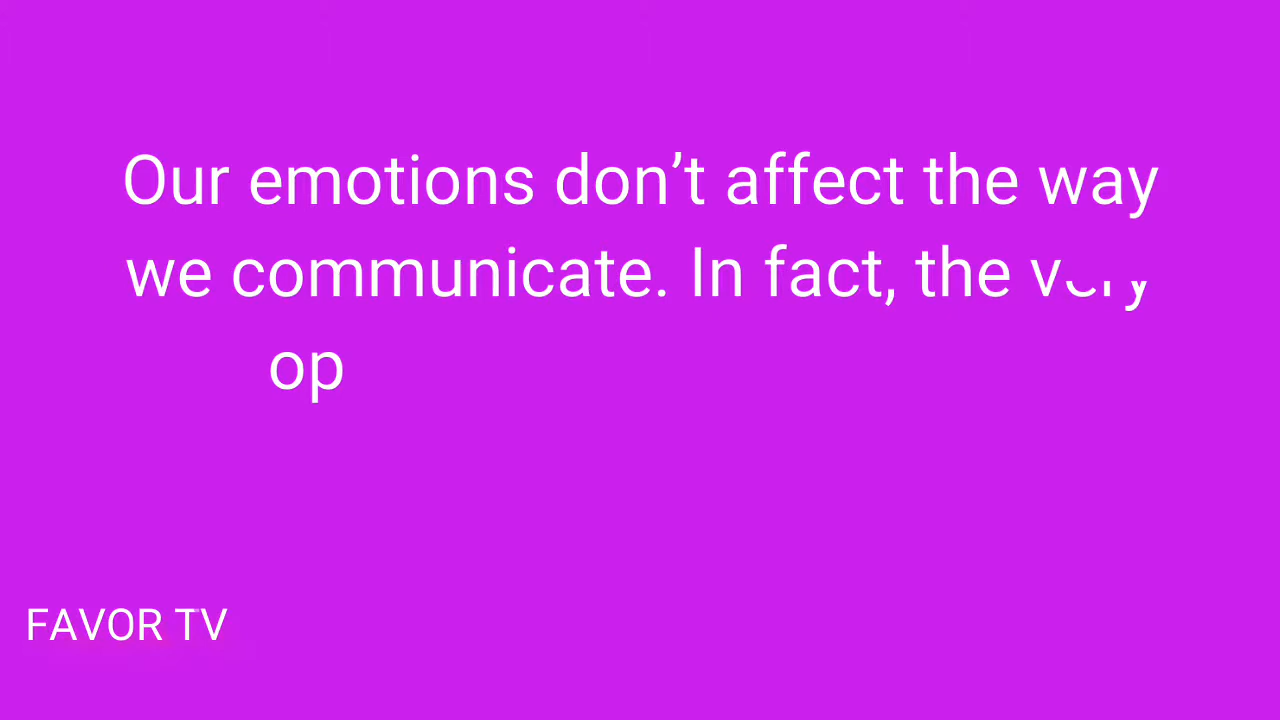 Our emotions don’t affect the way
we communicate. In fact, the very
op
FAVOR TV